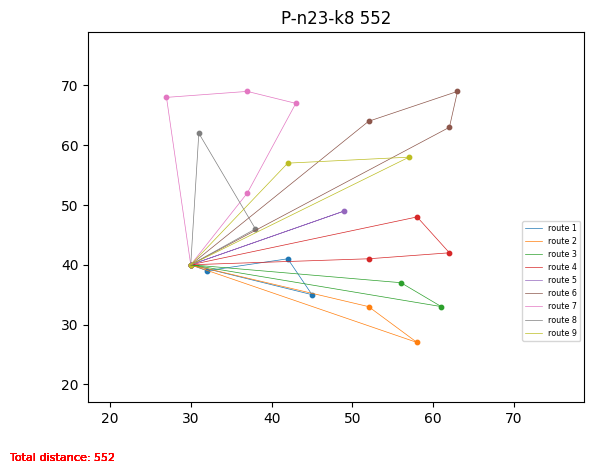 P-n23-k8 552
70
60
50
40
30
20
20 30 40 50 60 70
route 1
route 2
route 3
route 4
route 5
route 6
route 7
route 8
route 9
Total distance: 552